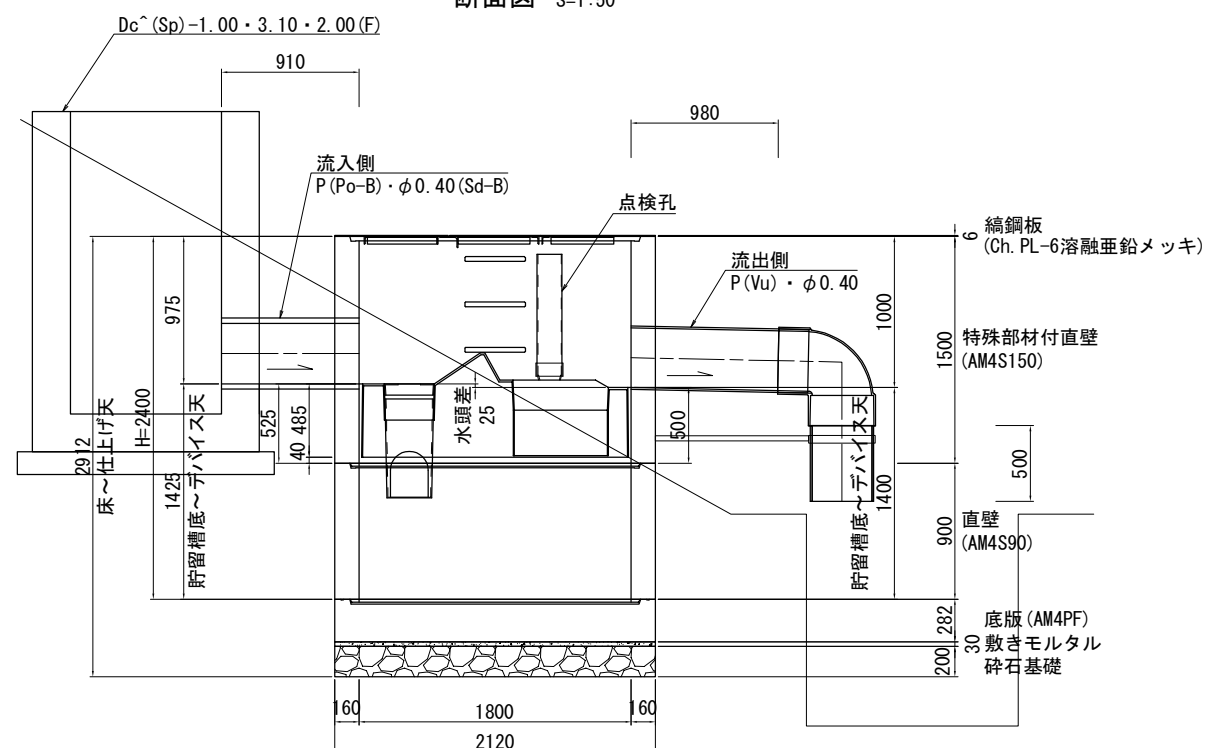 断面図 S=1:50
Dc^(Sp)-1.00・3.10・2.00(F)
910
980
流入側
P(Po-B)・φ0.40(Sd-B)
点検孔
流出側
P(Vu)・φ0.40
6
縞鋼板
(Ch.PL-6溶融亜鉛メッキ)
975
1000
1500
特殊部材付直壁
(AM4S150)
H=2400
2912
床~仕上げ天
1425
貯留槽底~デバイス天
525
485
40
水頭差
25
500
500
貯留槽底~デバイス天
1400
900
直壁
(AM4S90)
282
底版(AM4PF)
30
敷きモルタル
200
砕石基礎
160
1800
160
2120